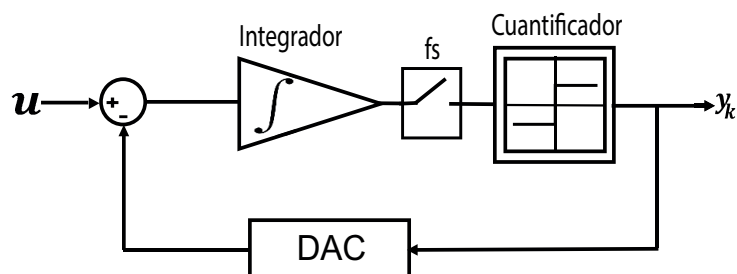 Integrador
fs
Cuantificador
u
+
-
y_k
DAC